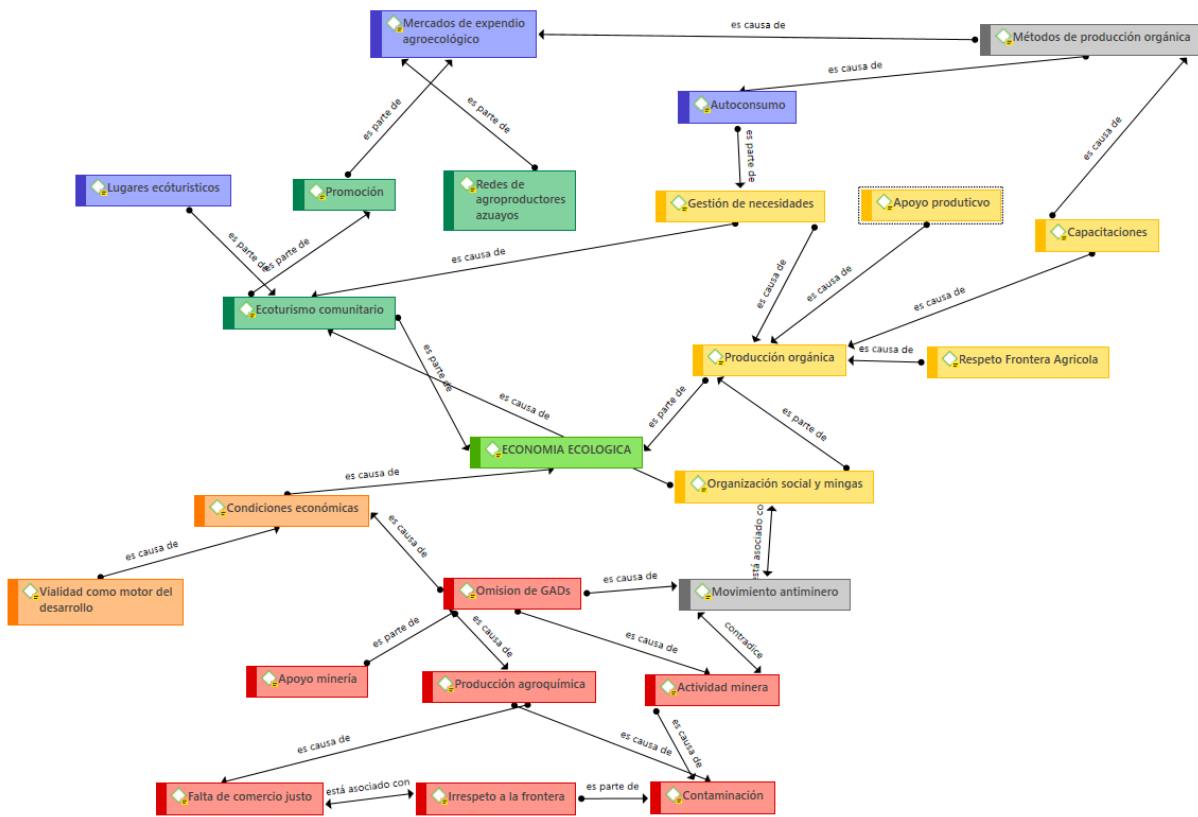 Mercados de expendio
agroecológico
es causa de
Métodos de producción orgánica
es causa de
Autoconsumo
es parte de
es parte de
es parte de
es causa de
Lugares ecóturisticos
Promoción
Redes de
agroproductores
azuayos
Gestión de necesidades
Apoyo produticvo
Capacitaciones
es parte de
es parte de
es causa de
es causa de
es causa de
es causa de
Ecoturismo comunitario
es parte de
es causa de
Producción orgánica
es causa de
Respeto Frontera Agricola
es parte de
es parte de
ECONOMIA ECOLOGICA
es causa de
Organización social y mingas
Condiciones económicas
es causa de
es causa de
está asociado co
Vialidad como motor del
desarrollo
Omision de GADs
es causa de
Movimiento antiminero
es parte de
es causa de
es causa de
contradice
Apoyo minería
Producción agroquímica
Actividad minera
es causa de
es causa de
es causa de
Falta de comercio justo
está asociado con
Irrespeto a la frontera
es parte de
Contaminación